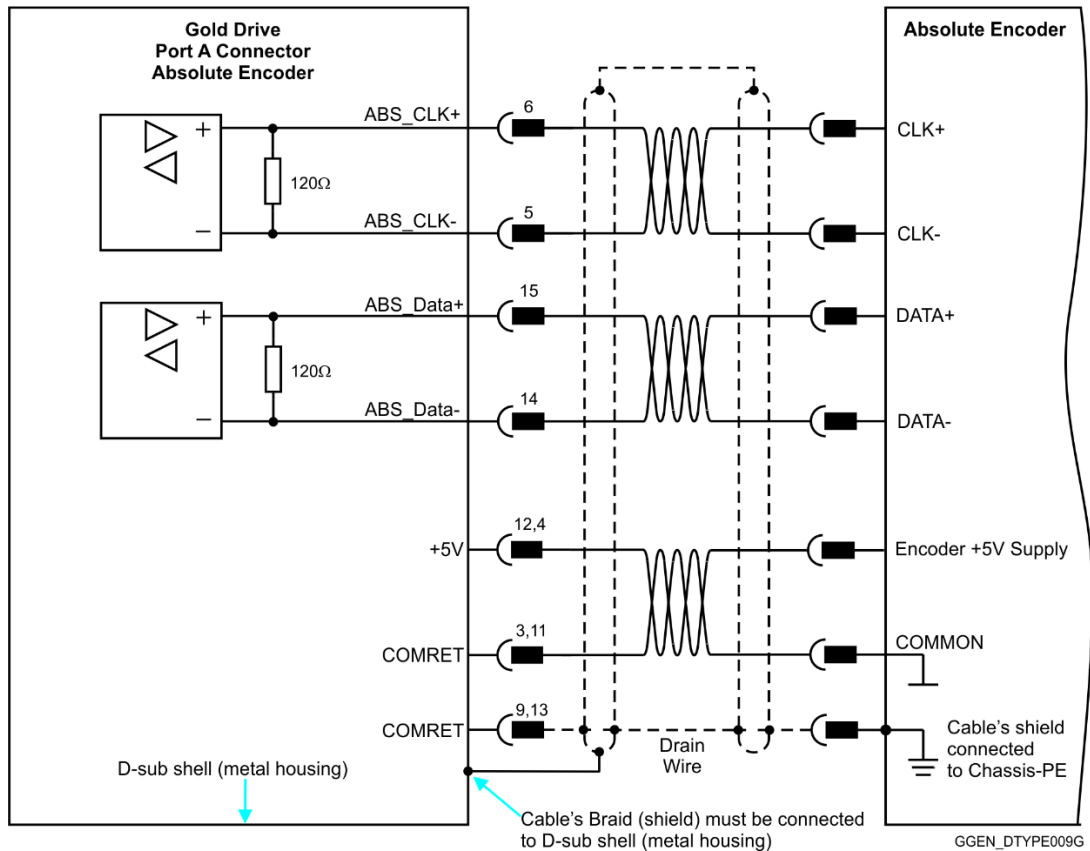 Gold Drive
Port A Connector
Absolute Encoder
Absolute Encoder
ABS_CLK+
6
CLK+
+
120Ω
–
ABS_CLK-
5
CLK-
ABS_Data+
15
DATA+
+
120Ω
–
ABS_Data-
14
DATA-
+5V
12,4
Encoder +5V Supply
COMRET
3,11
COMMON
COMRET
9,13
Drain
Wire
Cable's shield
connected
to Chassis-PE
D-sub shell (metal housing)
Cable's Braid (shield) must be connected
to D-sub shell (metal housing)
GGEN_DTYPE009G